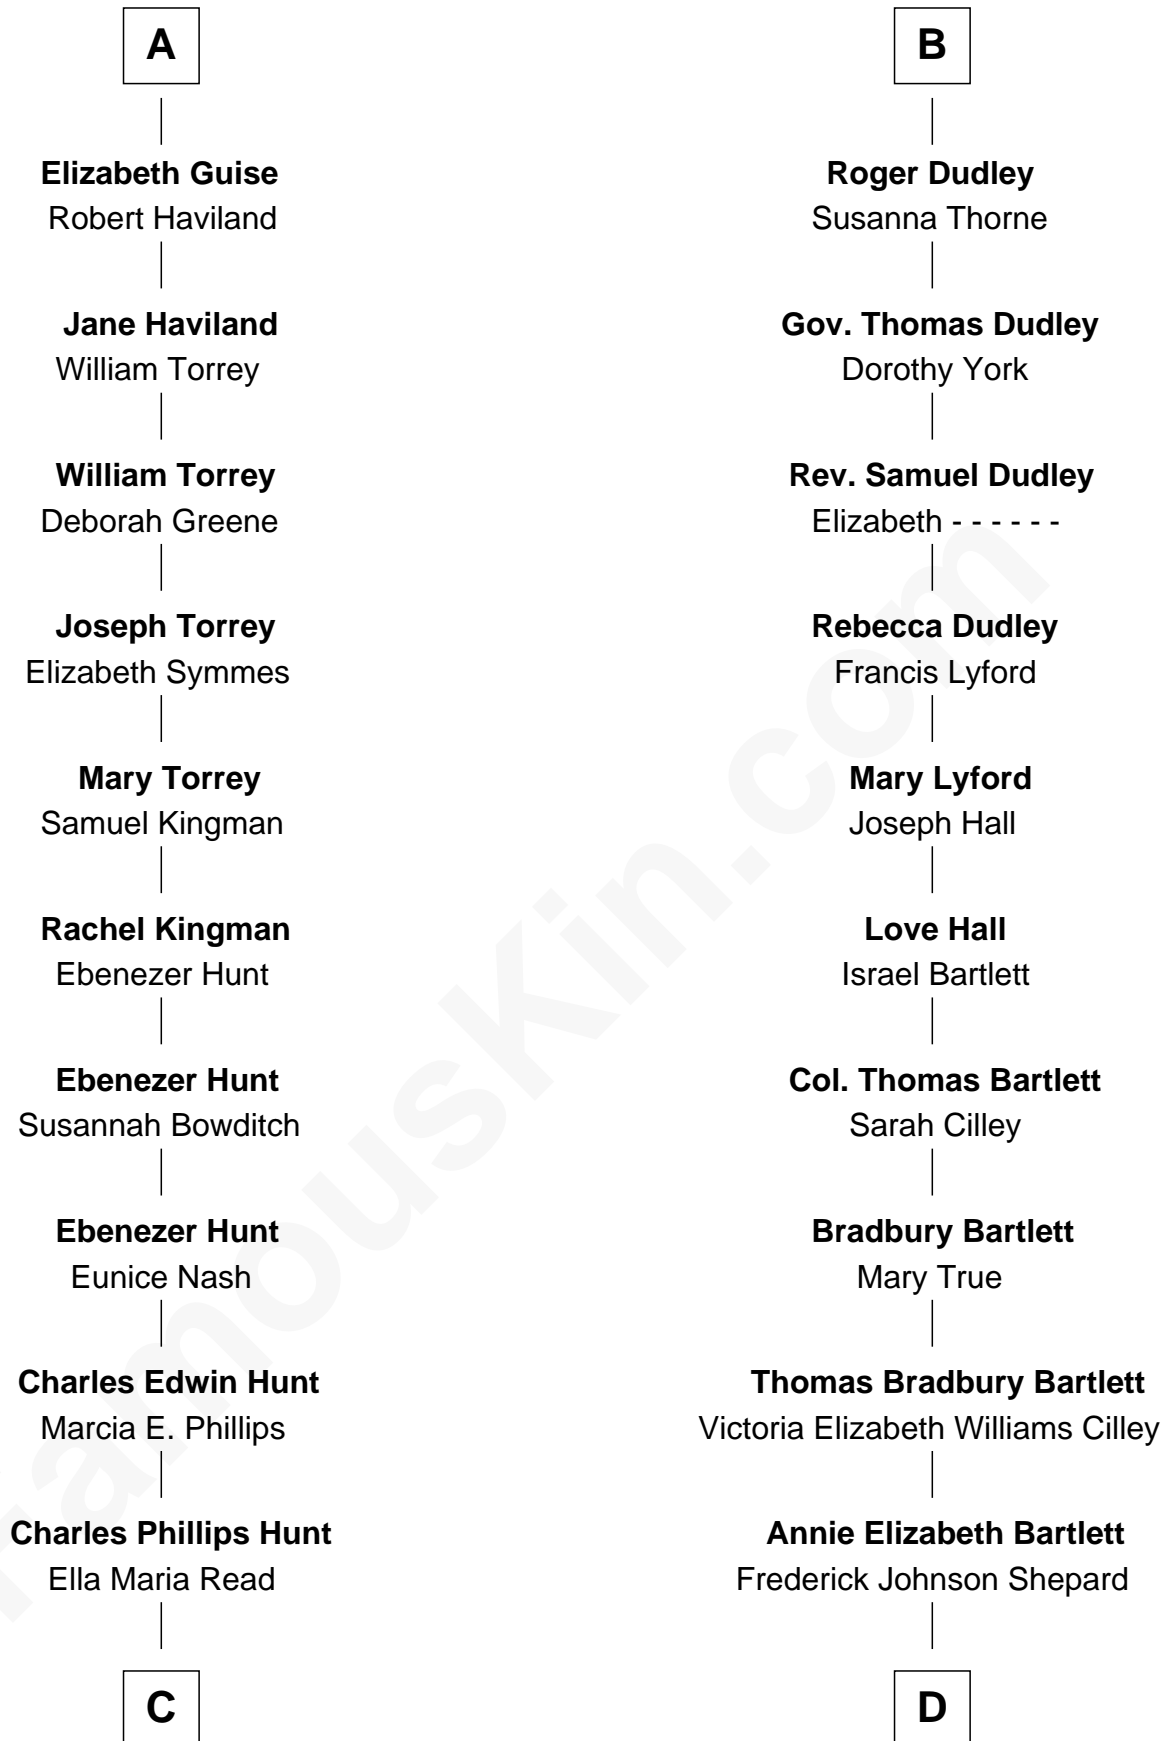 A
Elizabeth Guise
Robert Haviland
Jane Haviland
William Torrey
William Torrey
Deborah Greene
Joseph Torrey
Elizabeth Symmes
Mary Torrey
Samuel Kingman
Rachel Kingman
Ebenezer Hunt
Ebenezer Hunt
Susannah Bowditch
Ebenezer Hunt
Eunice Nash
Charles Edwin Hunt
Marcia E. Phillips
Charles Phillips Hunt
Ella Maria Read
C
B
Roger Dudley
Susanna Thorne
Gov. Thomas Dudley
Dorothy York
Rev. Samuel Dudley
Elizabeth - - - - - -
Rebecca Dudley
Francis Lyford
Mary Lyford
Joseph Hall
Love Hall
Israel Bartlett
Col. Thomas Bartlett
Sarah Cilley
Bradbury Bartlett
Mary True
Thomas Bradbury Bartlett
Victoria Elizabeth Williams Cilley
Annie Elizabeth Bartlett
Frederick Johnson Shepard
D
FamousKin.com